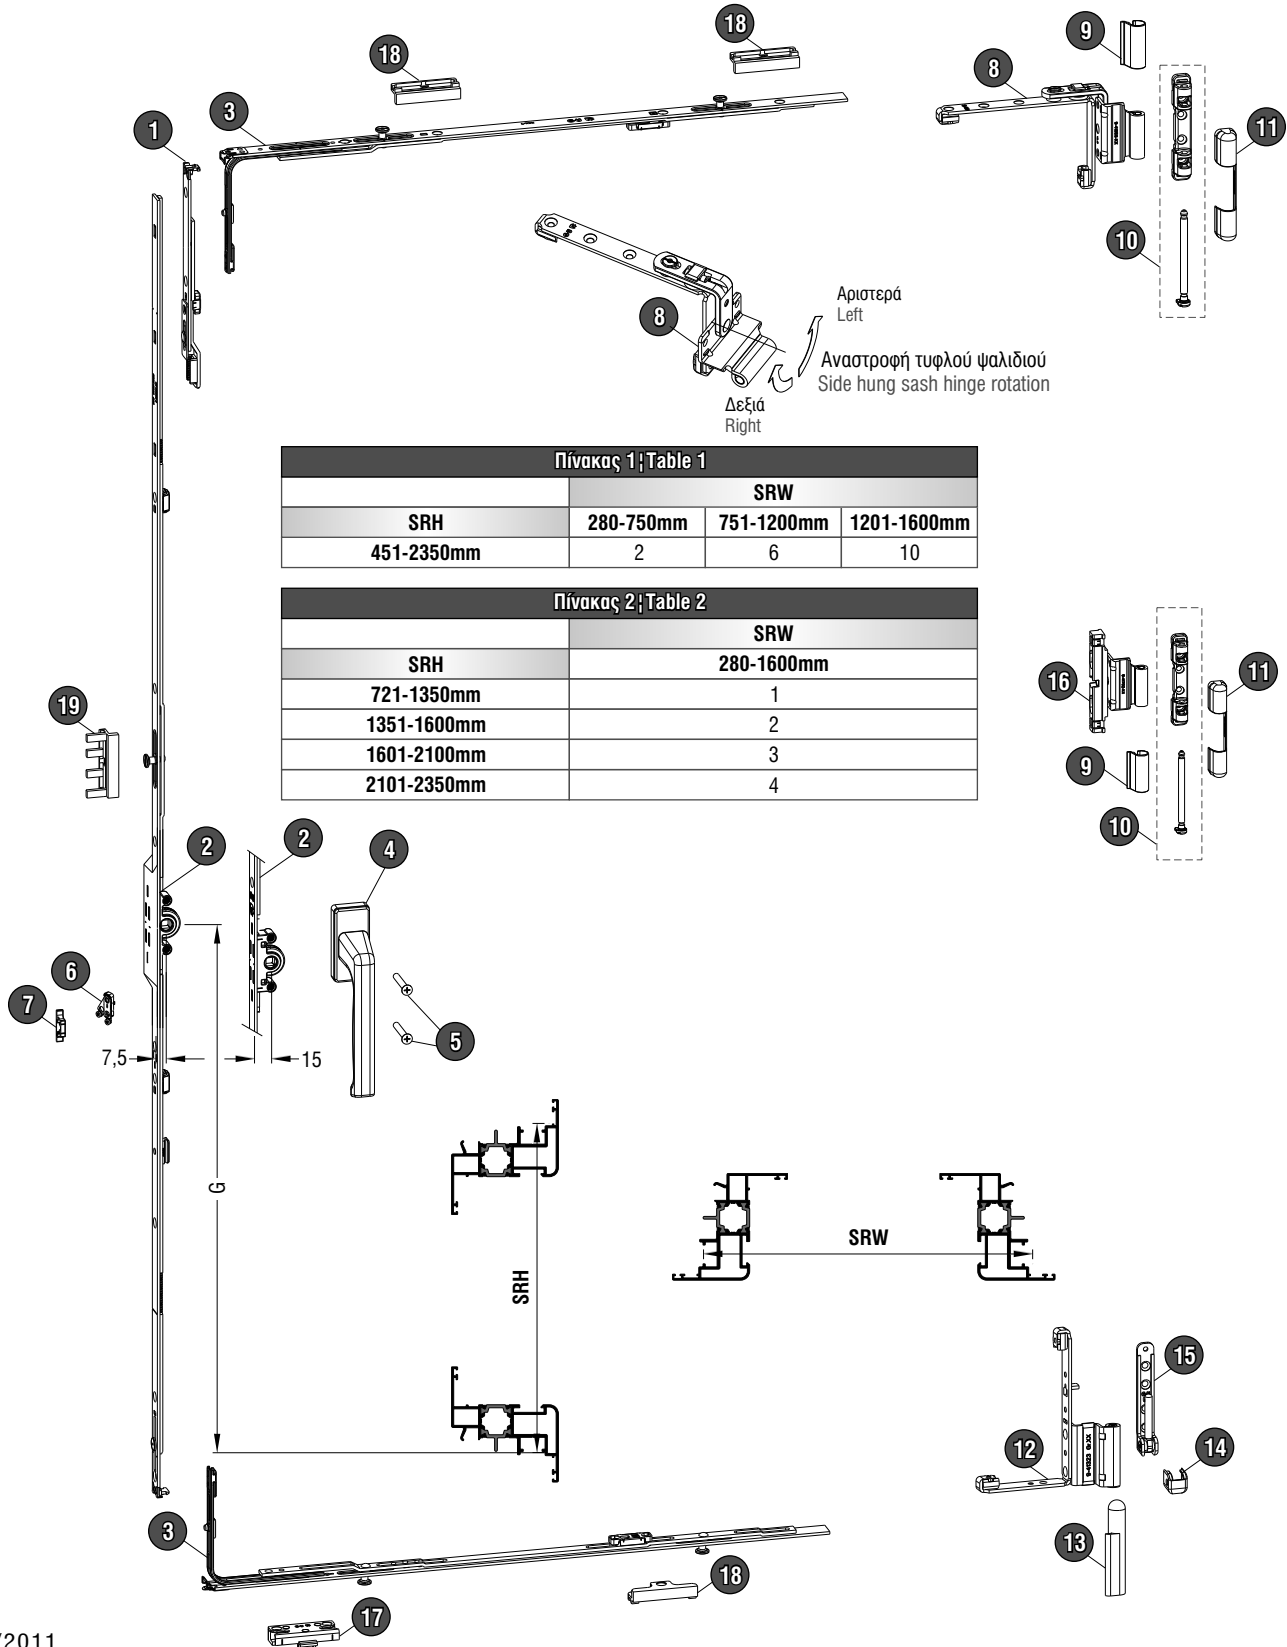 18
9
18
8
3
1
11
10
Αριστερά
Left
8
Αναστροφή τυφλού ψαλιδιού
Side hung sash hinge rotation
Δεξιά
Right
Πίνακας 1¦Table 1
SRW
SRH 280-750mm 751-1200mm 1201-1600mm
451-2350mm 2 6 10
Πίνακας 2¦Table 2
SRW
SRH 280-1600mm
721-1350mm 1
1351-1600mm 2
1601-2100mm 3
2101-2350mm 4
16
11
19
9
10
2
2
4
6
7
5
7,5
15
G
SRH
SRW
15
12
14
3
13
18
17
/2011